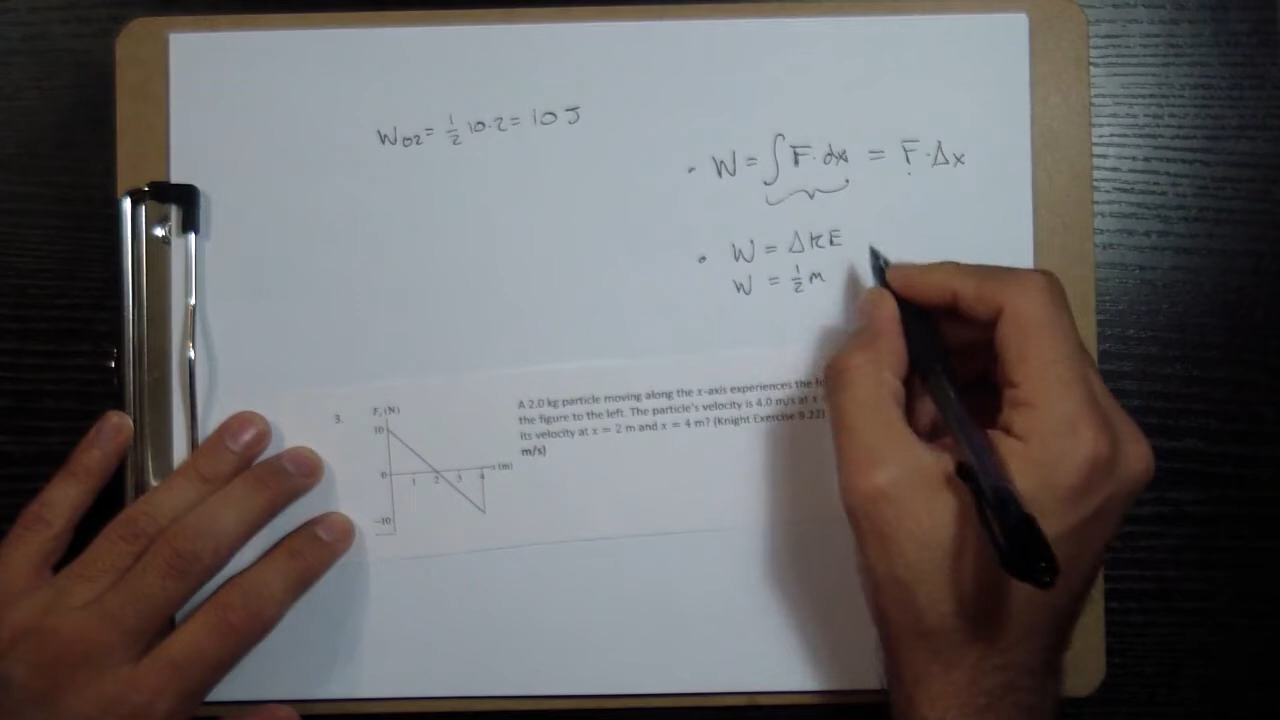 W02 = 1/2 10·2 = 10 J
• W = ∫ F· dx = F̄ · Δx
• W = ΔKE
W = 1/2 m
3.
A 2.0 kg particle moving along the x-axis experiences the
the figure to the left. The particle's velocity is 4.0 m/s at x
its velocity at x = 2 m and x = 4 m? (Knight Exercise 9.22)
m/s)
Fx (N)
10
0
1 2 3 4
x (m)
-10